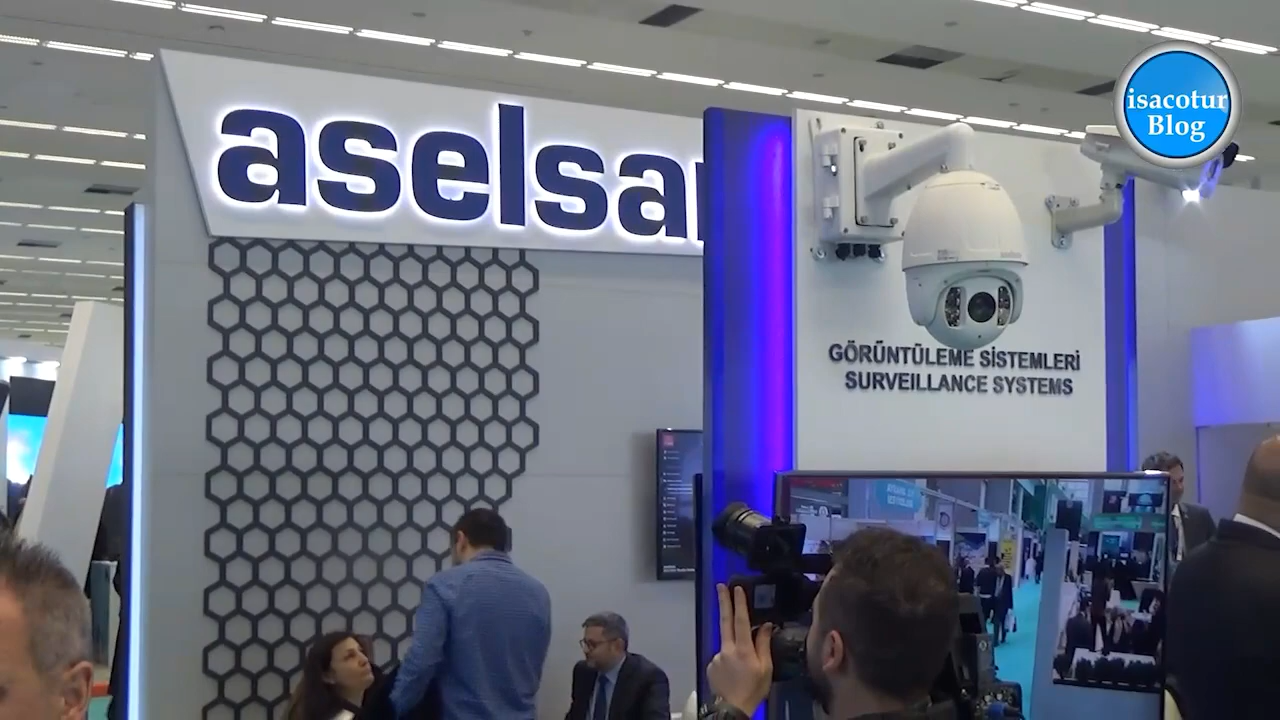 aselsan
isacotur
Blog
GÖRÜNTÜLEME SİSTEMLERİ
SURVEILLANCE SYSTEMS